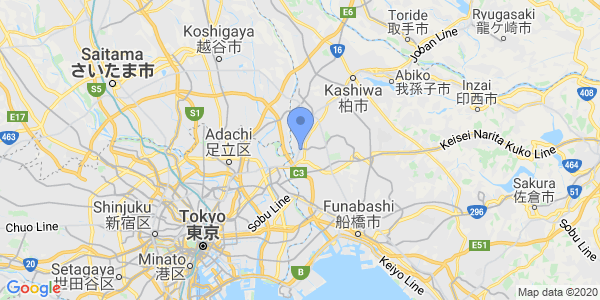 Koshigaya
越谷市
E6
Toride
取手市
Ryugasaki
龍ケ崎市
Joban Line
Saitama
さいたま市
S5
Kashiwa
柏市
Abiko
我孫子市
Inzai
印西市
408
E17
463
S1
Adachi
足立区
Keisei Narita Kuko Line
464
C3
Sakura
佐倉市
Shinjuku
新宿区
Chuo Line
Tokyo
東京
Sobu Line
Funabashi
船橋市
296
Sobu Line
E51
20
Setagaya
世田谷区
Minato
港区
B
Keiyo Line
Map data ©2020